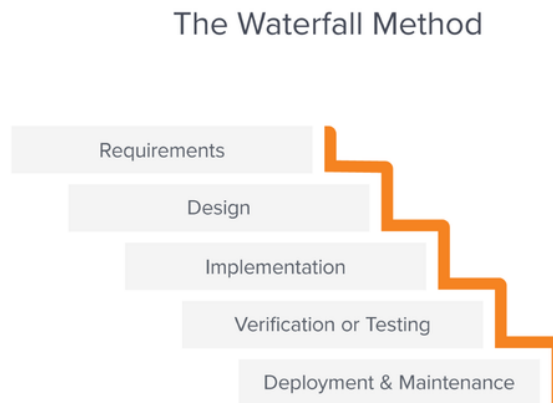 The Waterfall Method
Requirements
Design
Implementation
Verification or Testing
Deployment & Maintenance